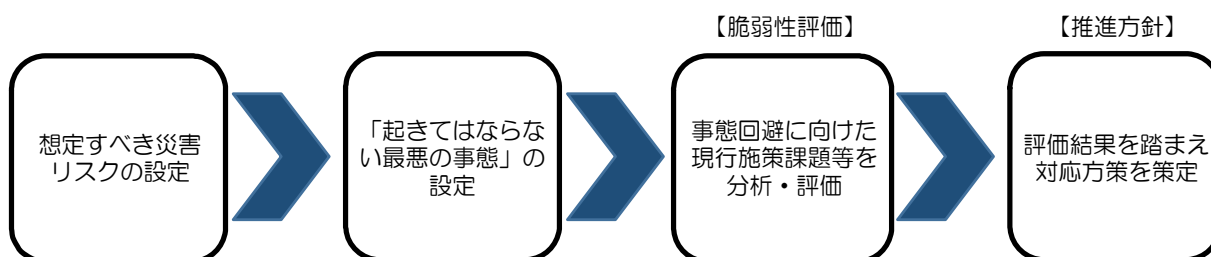 【脆弱性評価】
【推進方針】
想定すべき災害
リスクの設定
「起きてはならな
い最悪の事態」の
設定
事態回避に向けた
現行施策課題等を
分析・評価
評価結果を踏まえ
対応方策を策定